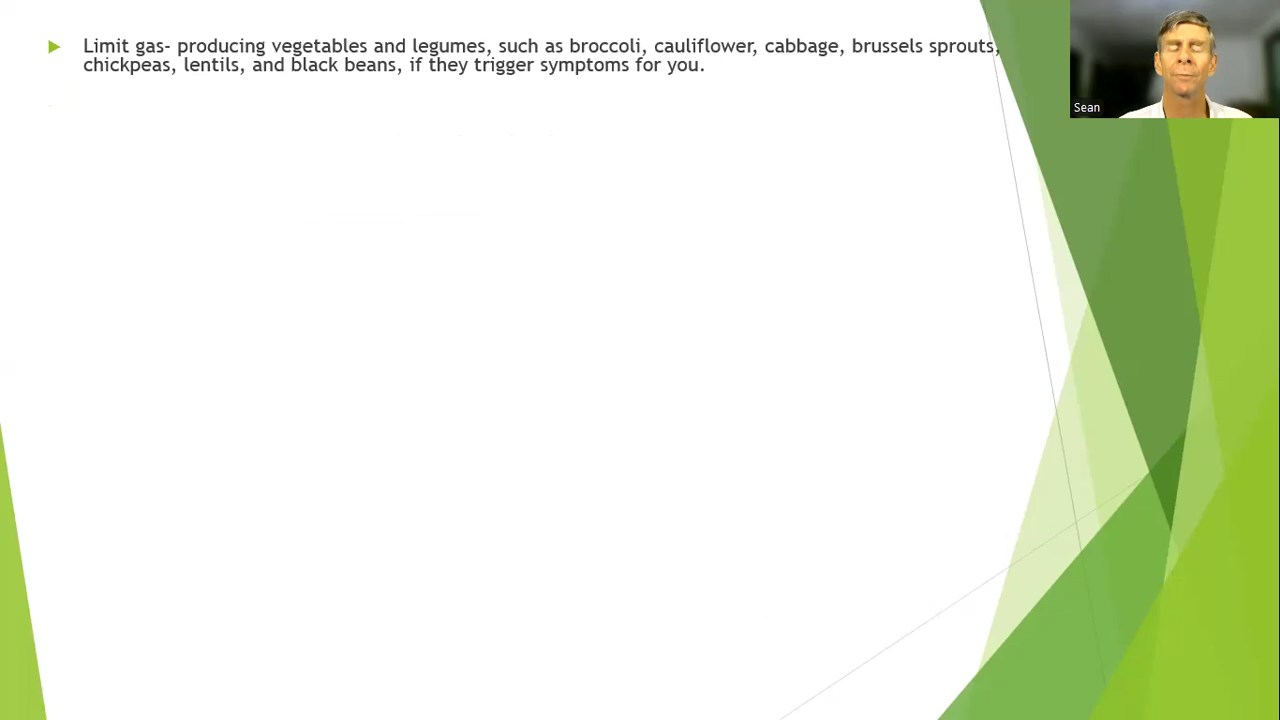 Limit gas- producing vegetables and legumes, such as broccoli, cauliflower, cabbage, brussels sprouts,
chickpeas, lentils, and black beans, if they trigger symptoms for you.
Sean